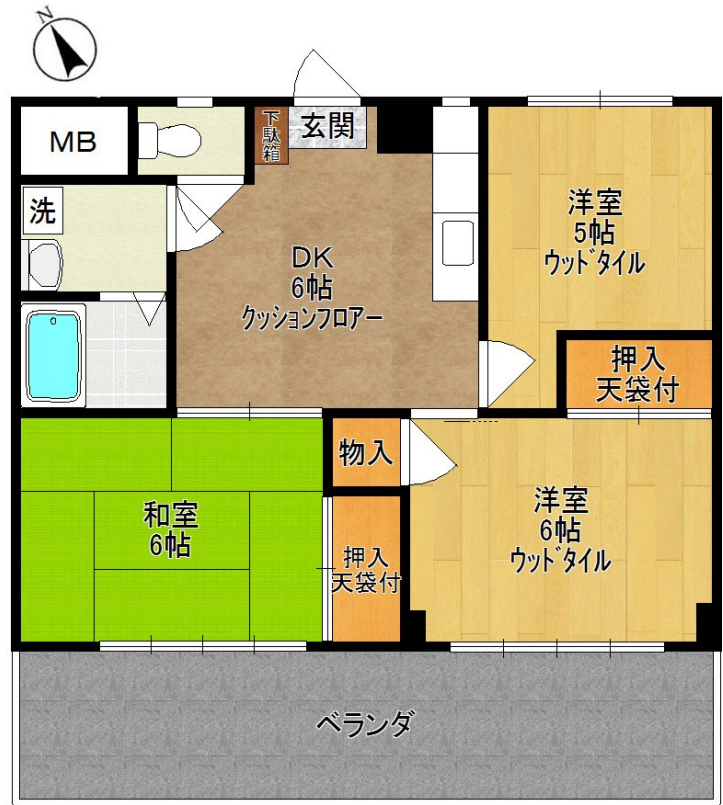 N
MB
下駄箱
玄関
洗
洋室
5帖
ウッドタイル
DK
6帖
クッションフロアー
押入
天袋付
物入
和室
6帖
洋室
6帖
ウッドタイル
押入
天袋付
ベランダ